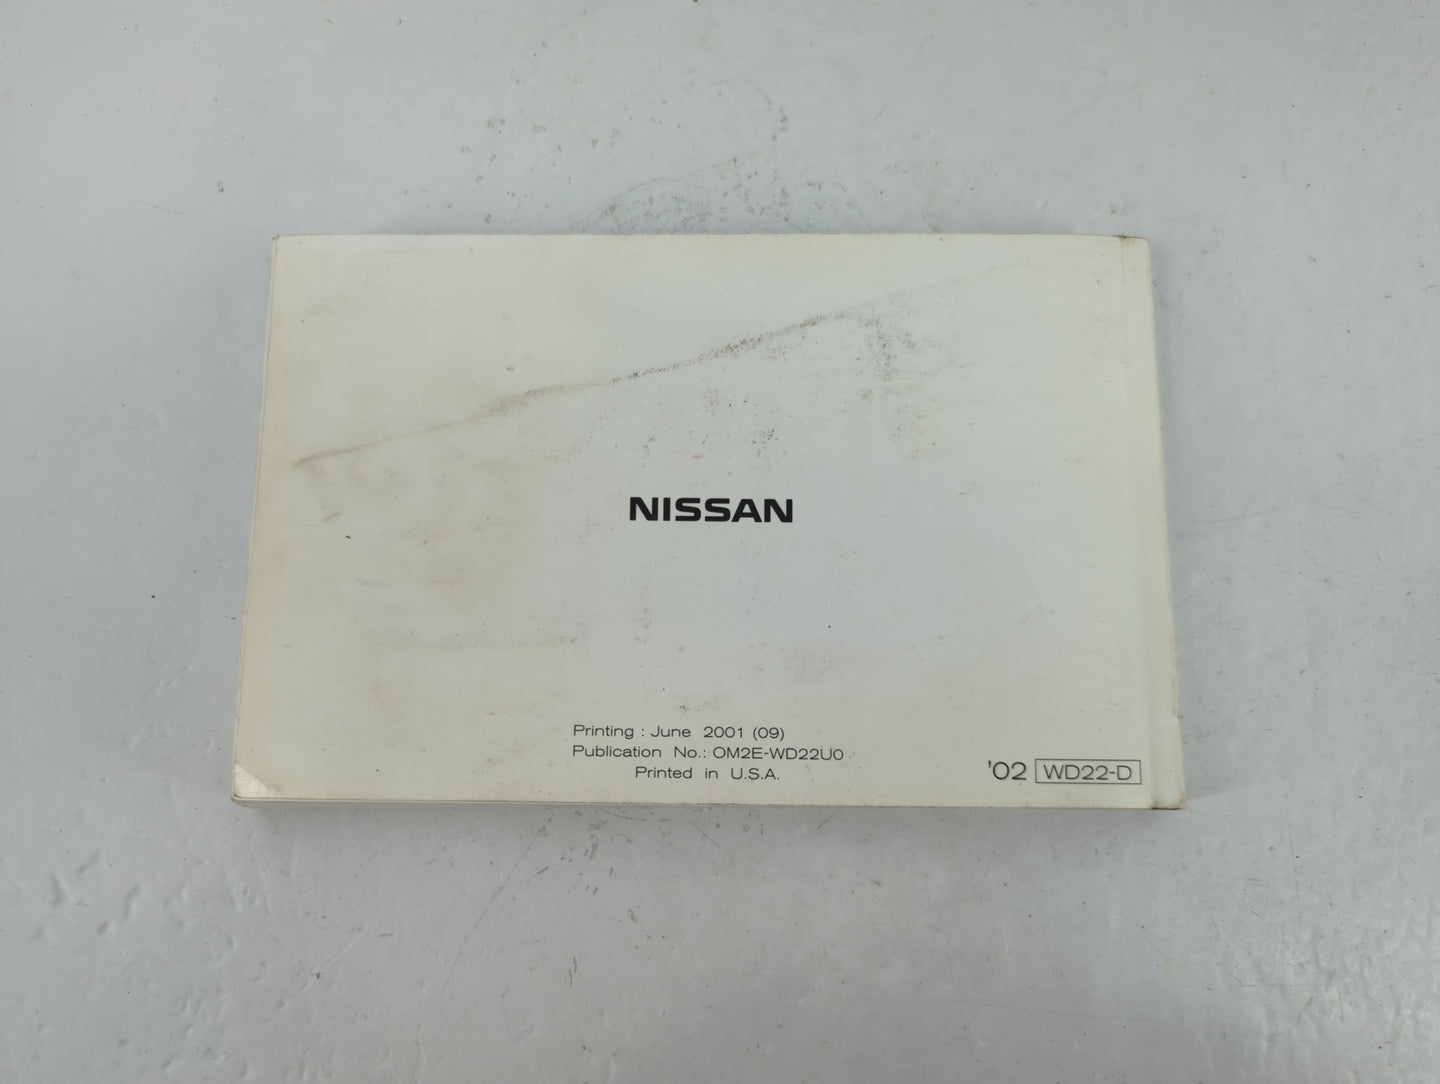 NISSAN
Printing : June 2001 (09)
Publication No.: OM2E-WD22U0
Printed in U.S.A.
'02 WD22-D